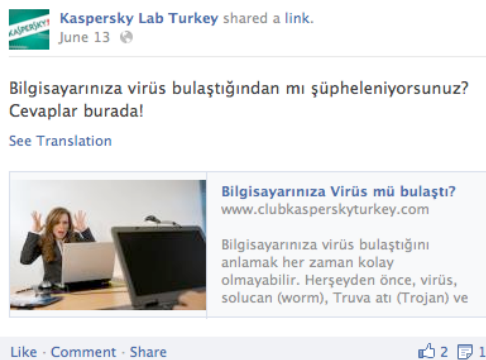 KASPERSKY
Kaspersky Lab Turkey shared a link.
June 13
Bilgisayarınıza virüs bulaştığından mı şüpheleniyorsunuz?
Cevaplar burada!
See Translation
Bilgisayarınıza Virüs mü bulaştı?
www.clubkasperskyturkey.com
Bilgisayarınıza virüs bulaştığını
anlamak her zaman kolay
olmayabilir. Herşeyden önce, virüs,
solucan (worm), Truva atı (Trojan) ve
Like · Comment · Share
2 1